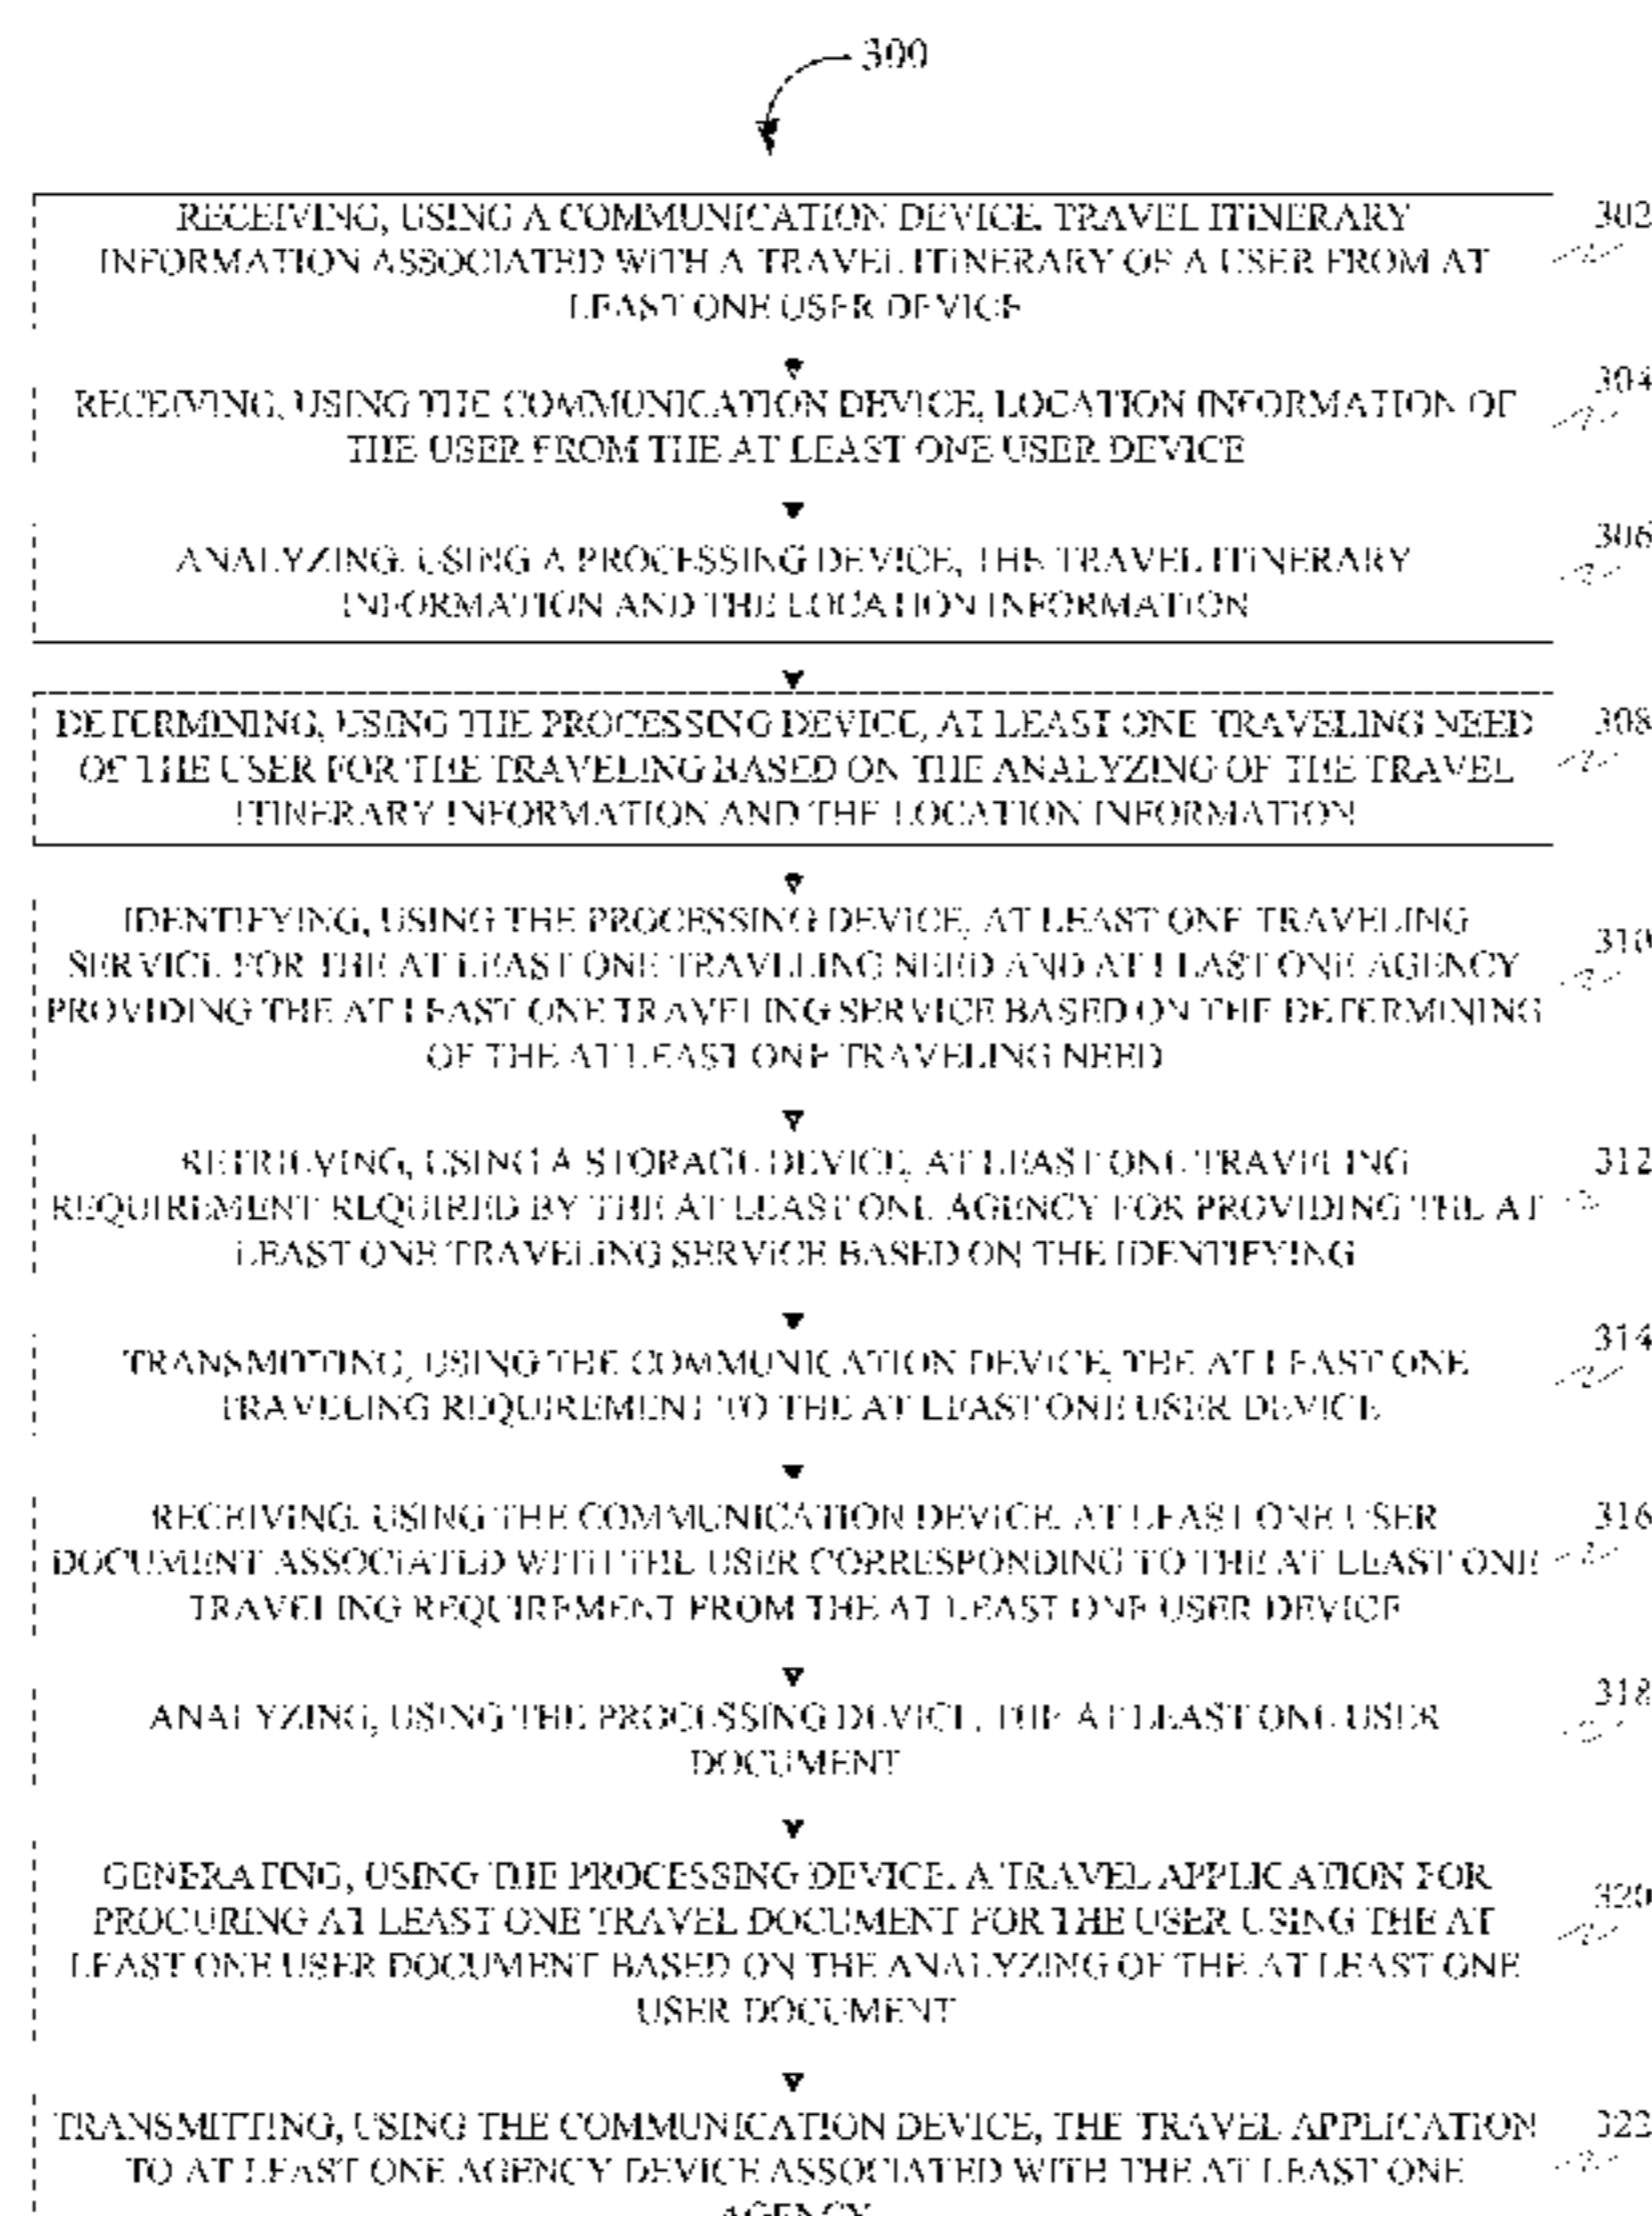 300
RECEIVING, USING A COMMUNICATION DEVICE, TRAVEL ITINERARY
INFORMATION ASSOCIATED WITH A TRAVEL ITINERARY OF A USER FROM AT
LEAST ONE USER DEVICE
302
RECEIVING, USING THE COMMUNICATION DEVICE, LOCATION INFORMATION OF
THE USER FROM THE AT LEAST ONE USER DEVICE
304
ANALYZING, USING A PROCESSING DEVICE, THE TRAVEL ITINERARY
INFORMATION AND THE LOCATION INFORMATION
306
DETERMINING, USING THE PROCESSING DEVICE, AT LEAST ONE TRAVELING NEED
OF THE USER FOR THE TRAVELING BASED ON THE ANALYZING OF THE TRAVEL
ITINERARY INFORMATION AND THE LOCATION INFORMATION
308
IDENTIFYING, USING THE PROCESSING DEVICE, AT LEAST ONE TRAVELING
SERVICE FOR THE AT LEAST ONE TRAVELING NEED AND AT LEAST ONE AGENCY
PROVIDING THE AT LEAST ONE TRAVELING SERVICE BASED ON THE DETERMINING
OF THE AT LEAST ONE TRAVELING NEED
310
RETRIEVING, USING A STORAGE DEVICE, AT LEAST ONE TRAVELING
REQUIREMENT REQUIRED BY THE AT LEAST ONE AGENCY FOR PROVIDING THE AT
LEAST ONE TRAVELING SERVICE BASED ON THE IDENTIFYING
312
TRANSMITTING, USING THE COMMUNICATION DEVICE, THE AT LEAST ONE
TRAVELING REQUIREMENT TO THE AT LEAST ONE USER DEVICE
314
RECEIVING, USING THE COMMUNICATION DEVICE, AT LEAST ONE USER
DOCUMENT ASSOCIATED WITH THE USER CORRESPONDING TO THE AT LEAST ONE
TRAVELING REQUIREMENT FROM THE AT LEAST ONE USER DEVICE
316
ANALYZING, USING THE PROCESSING DEVICE, THE AT LEAST ONE USER
DOCUMENT
318
GENERATING, USING THE PROCESSING DEVICE, A TRAVEL APPLICATION FOR
PROCURING AT LEAST ONE TRAVEL DOCUMENT FOR THE USER USING THE AT
LEAST ONE USER DOCUMENT BASED ON THE ANALYZING OF THE AT LEAST ONE
USER DOCUMENT
320
TRANSMITTING, USING THE COMMUNICATION DEVICE, THE TRAVEL APPLICATION
TO AT LEAST ONE AGENCY DEVICE ASSOCIATED WITH THE AT LEAST ONE
AGENCY
322